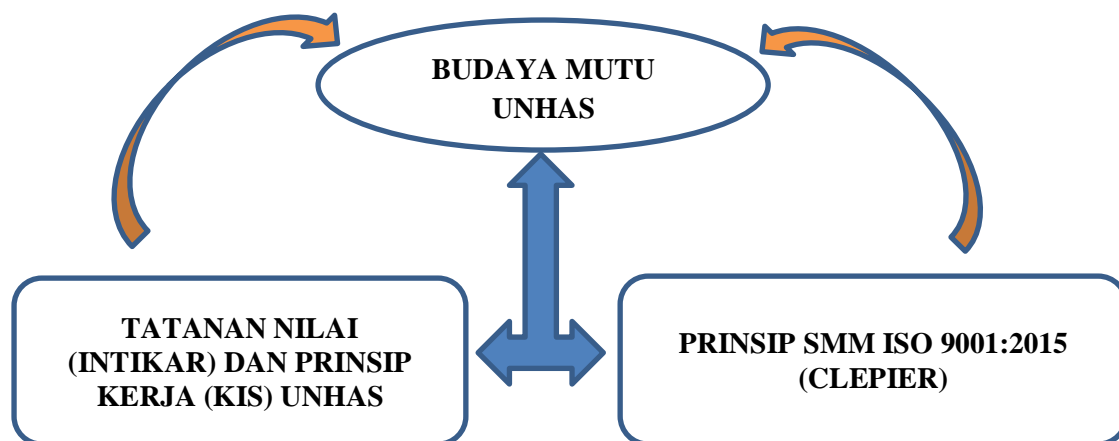 BUDAYA MUTU
UNHAS
TATANAN NILAI
(INTIKAR) DAN PRINSIP
KERJA (KIS) UNHAS
PRINSIP SMM ISO 9001:2015
(CLEPIER)